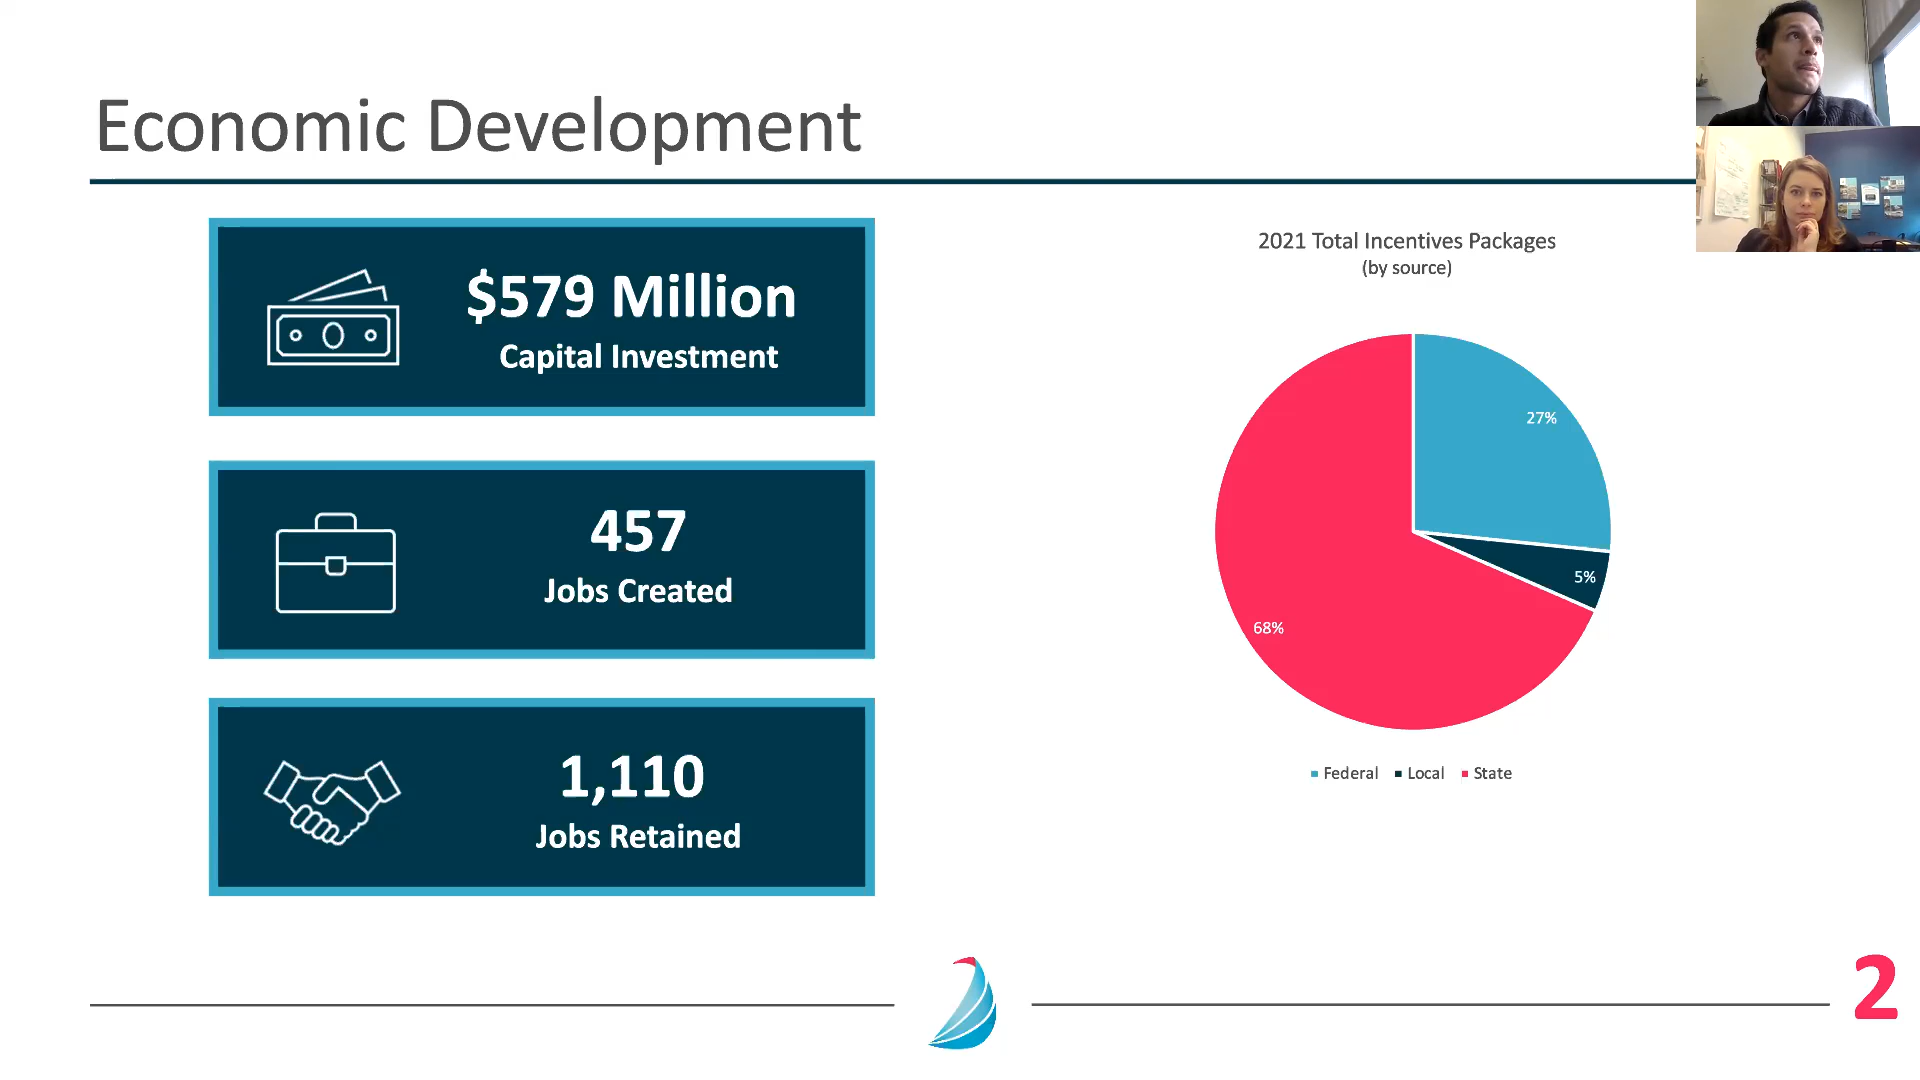 Economic Development
$579 Million
Capital Investment
457
Jobs Created
1,110
Jobs Retained
2021 Total Incentives Packages
(by source)
27%
5%
68%
Federal Local State
2